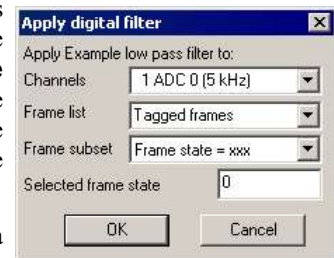 Apply digital filter
Apply Example low pass filter to:
Channels 1 ADC 0 (5 kHz)
Frame list Tagged frames
Frame subset Frame state = xxx
Selected frame state 0
OK Cancel